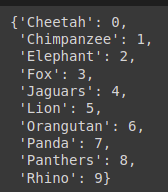 {'Cheetah': 0,
 'Chimpanzee': 1,
 'Elephant': 2,
 'Fox': 3,
 'Jaguars': 4,
 'Lion': 5,
 'Orangutan': 6,
 'Panda': 7,
 'Panthers': 8,
 'Rhino': 9}